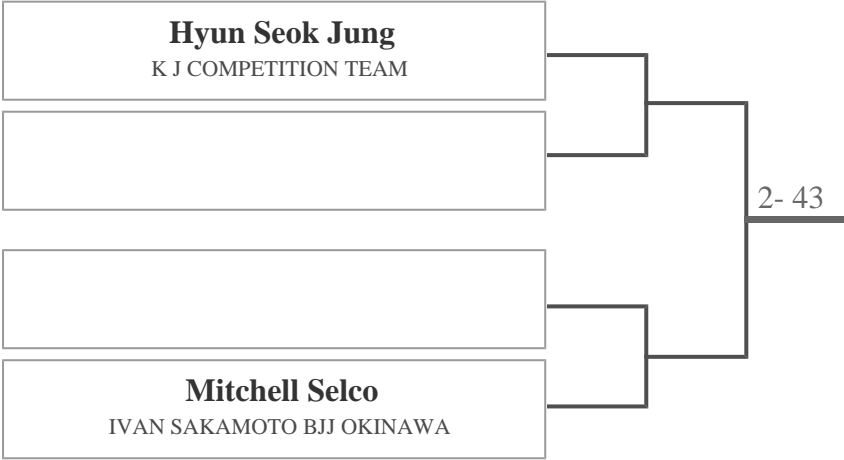 Hyun Seok Jung
K J COMPETITION TEAM
2- 43
Mitchell Selco
IVAN SAKAMOTO BJJ OKINAWA